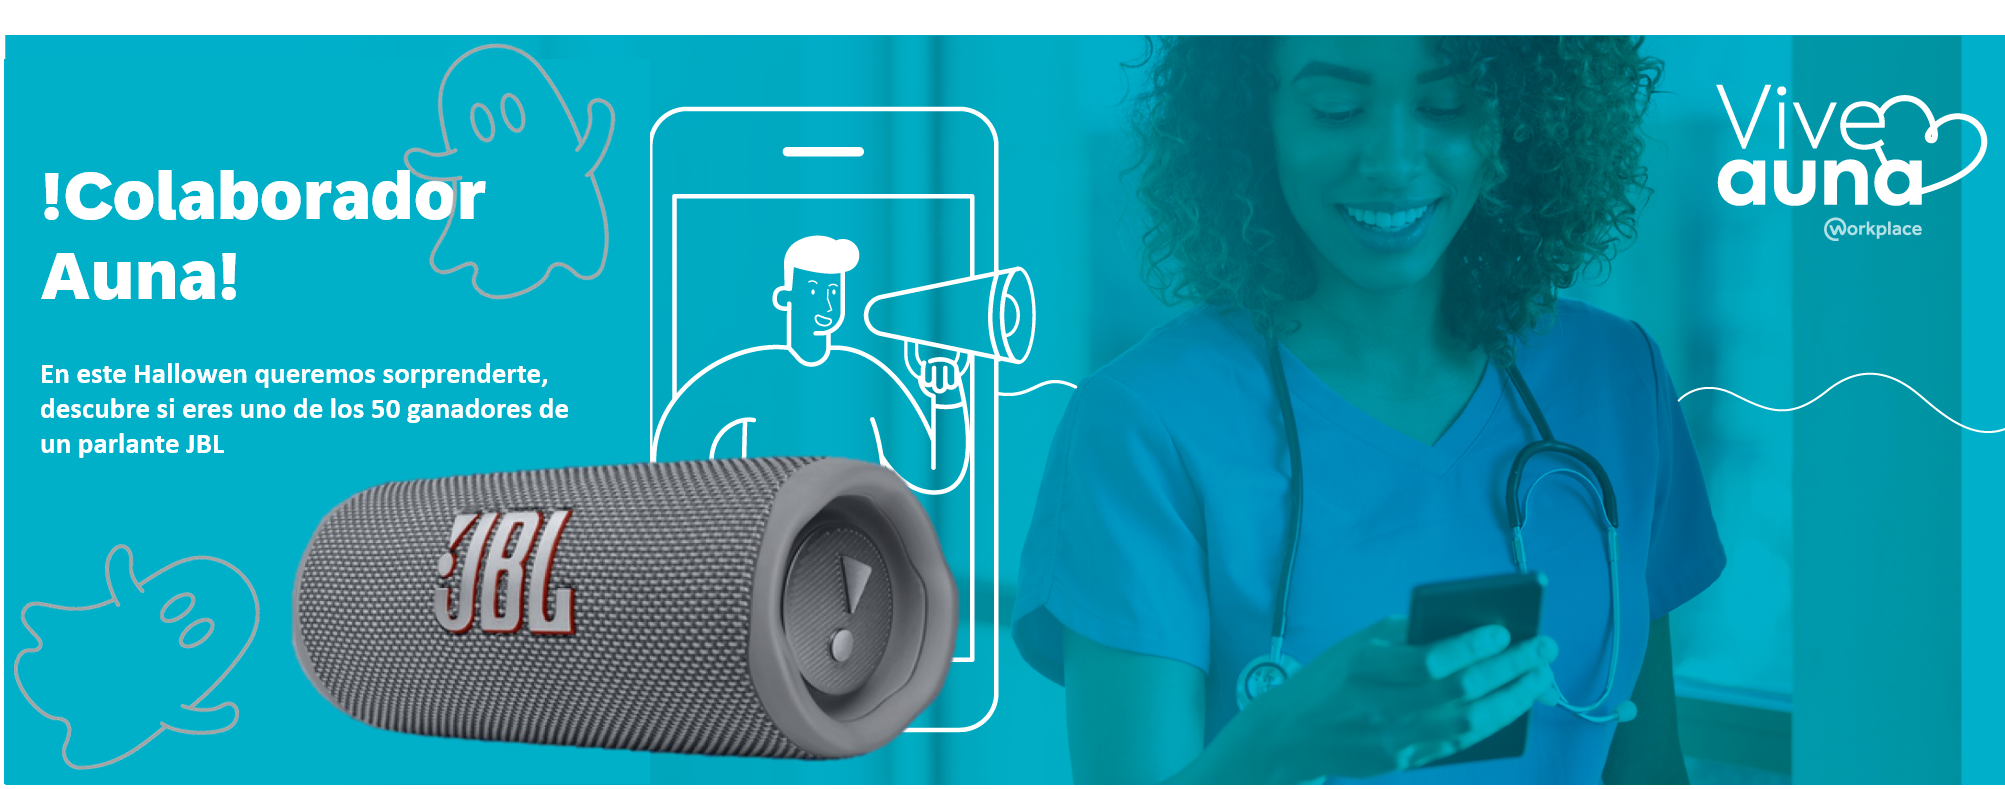 !Colaborador
Auna!
En este Hallowen queremos sorprenderte,
descubre si eres uno de los 50 ganadores de
un parlante JBL
JBL
Vive
auna
Workplace